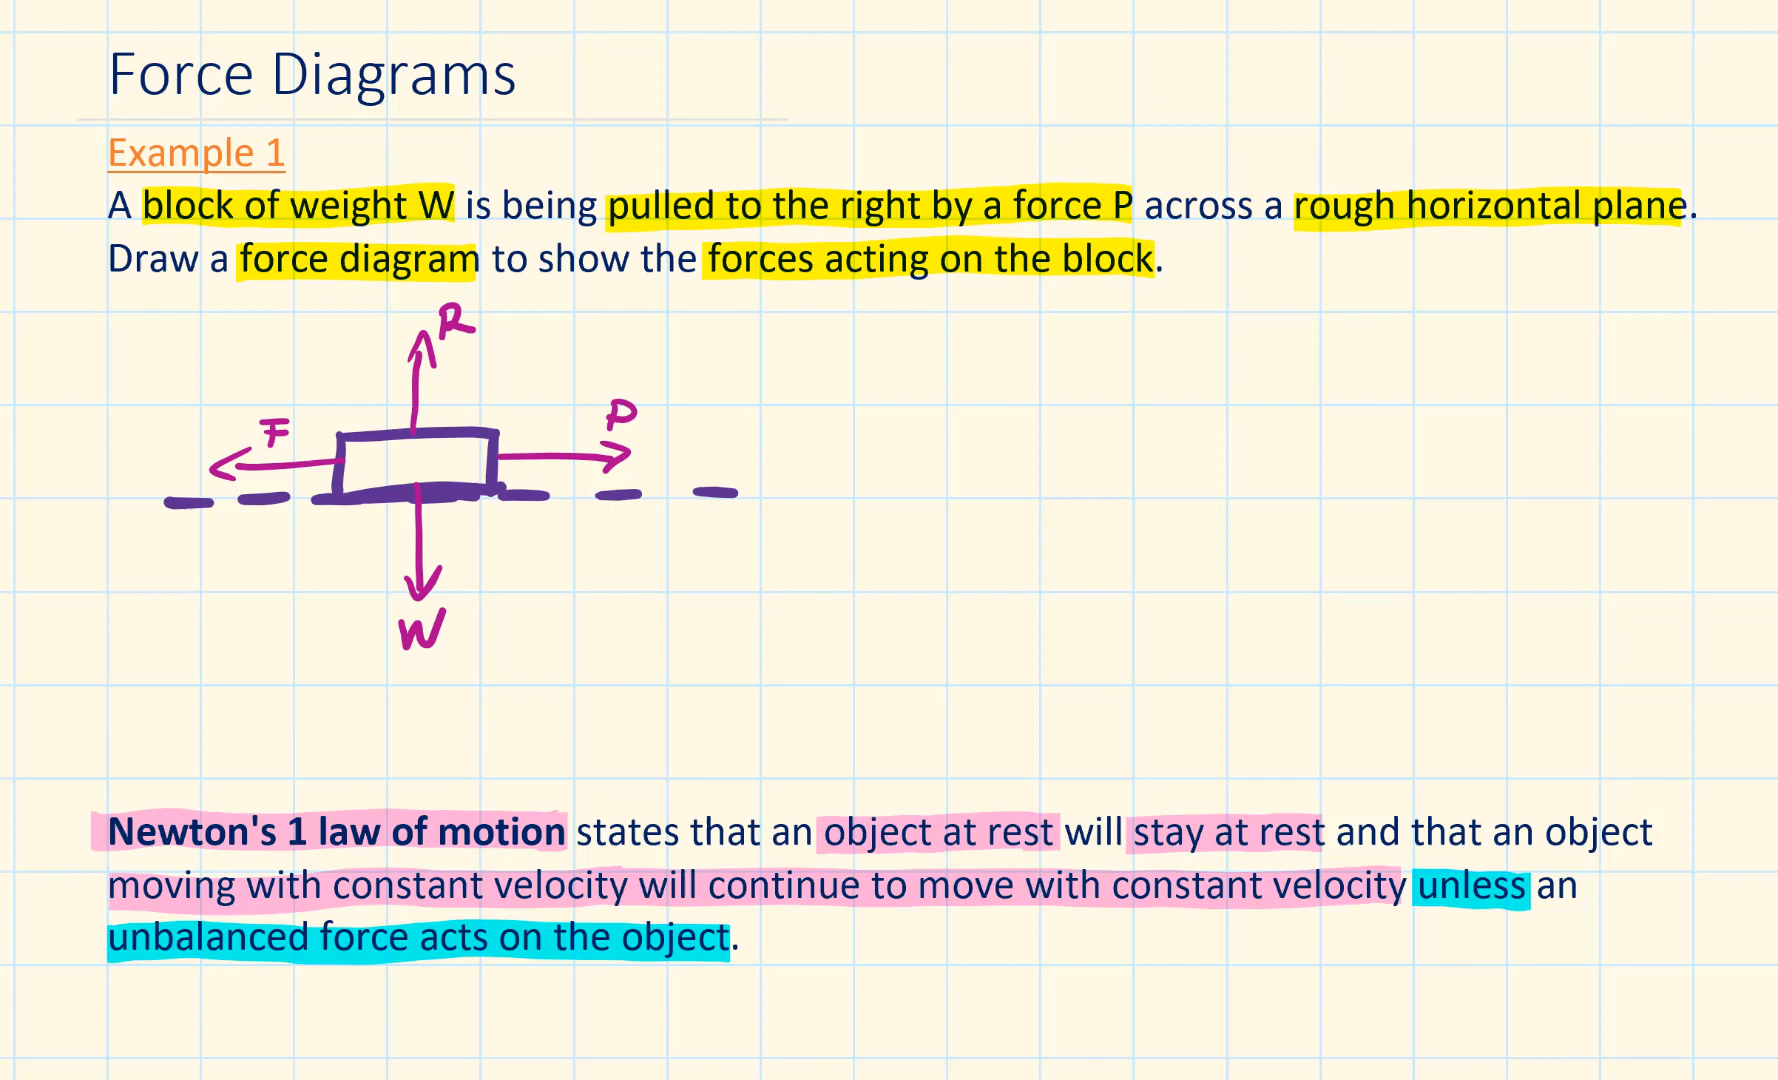 Force Diagrams
Example 1
A block of weight W is being pulled to the right by a force P across a rough horizontal plane.
Draw a force diagram to show the forces acting on the block.
R
F
P
W
Newton's 1 law of motion states that an object at rest will stay at rest and that an object
moving with constant velocity will continue to move with constant velocity unless an
unbalanced force acts on the object.